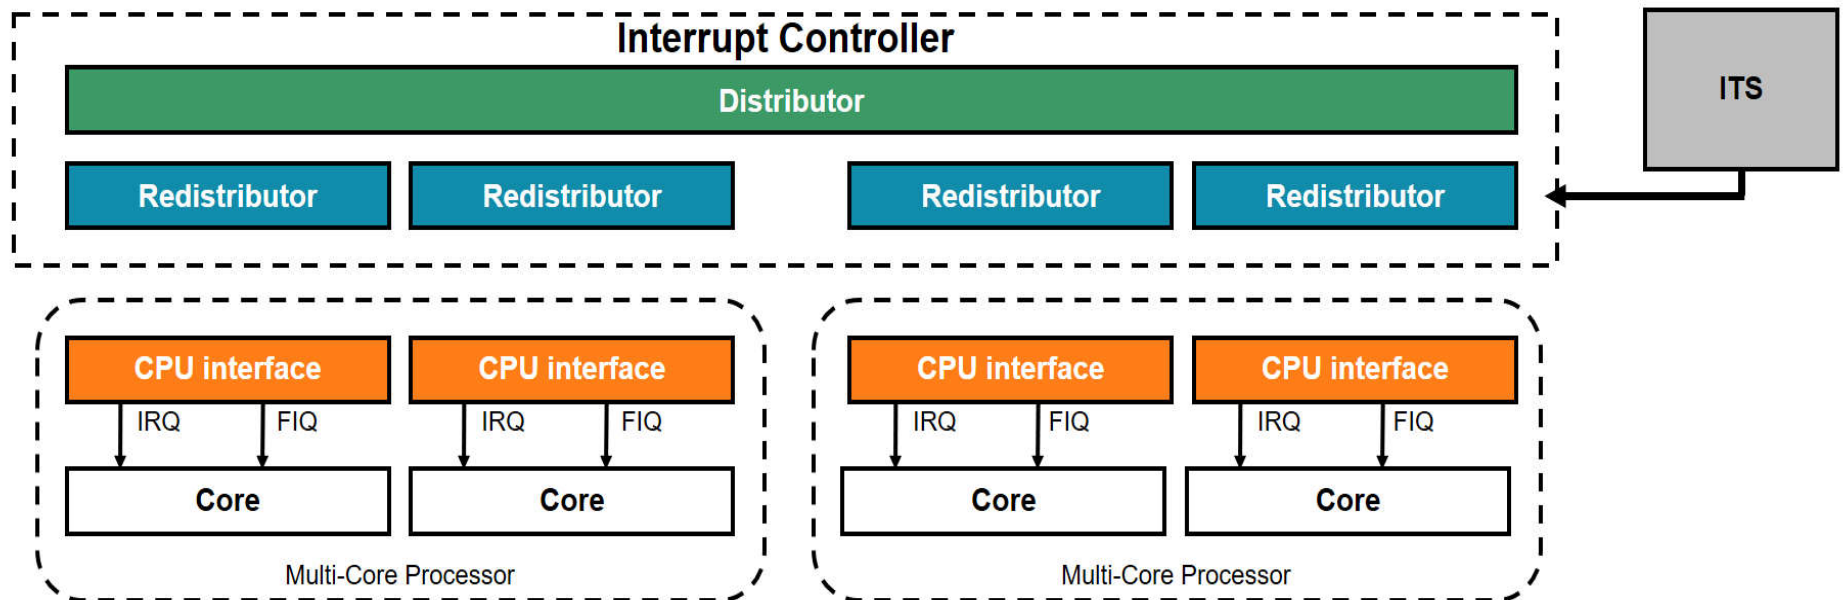 Interrupt Controller
ITS
Distributor
Redistributor Redistributor Redistributor Redistributor
CPU interface CPU interface CPU interface CPU interface
IRQ FIQ IRQ FIQ IRQ FIQ IRQ FIQ
Core Core Core Core
Multi-Core Processor Multi-Core Processor